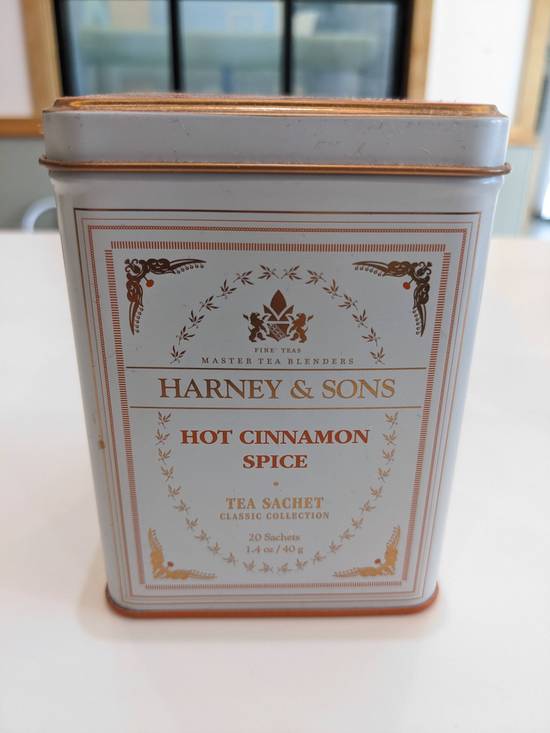 FINE TEAS
MASTER TEA BLENDERS
HARNEY & SONS
HOT CINNAMON
SPICE
TEA SACHET
CLASSIC COLLECTION
20 Sachets
1.4 oz / 40 g